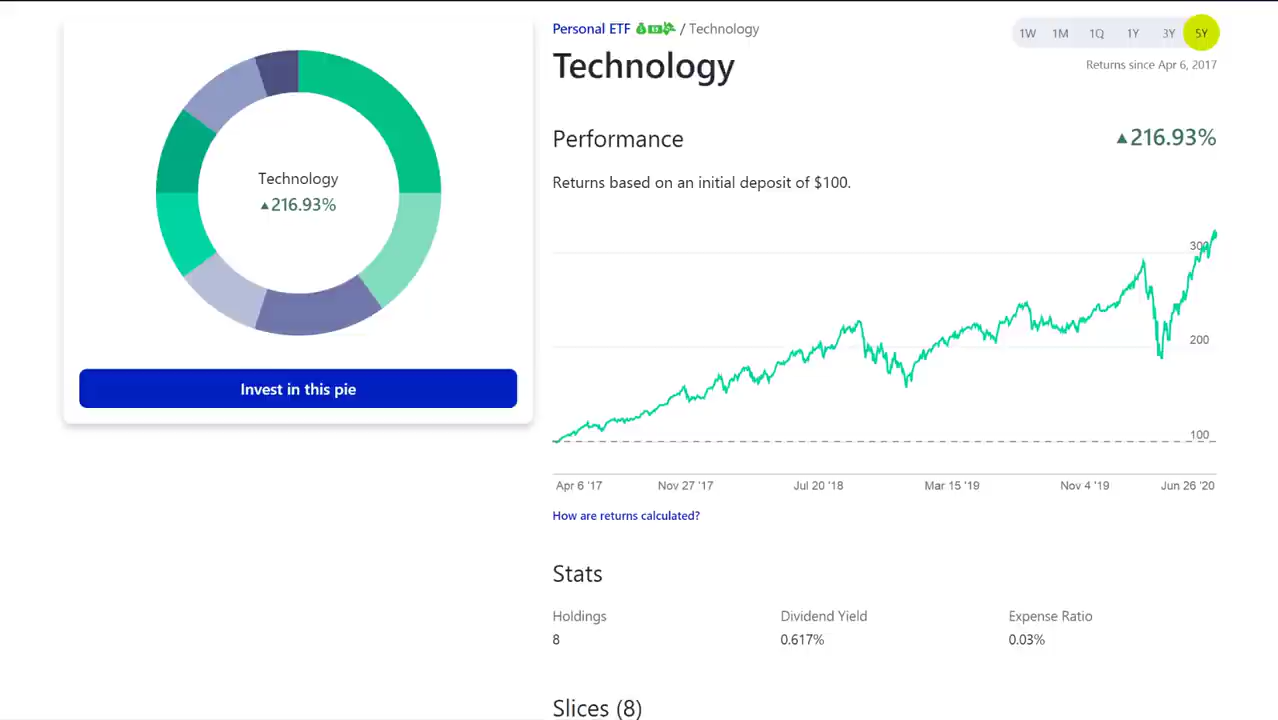 Technology
▲216.93%
Invest in this pie
Personal ETF 💰💵💸 / Technology
1W 1M 1Q 1Y 3Y 5Y
Returns since Apr 6, 2017
Technology
Performance
▲216.93%
Returns based on an initial deposit of $100.
300
200
100
Apr 6 '17 Nov 27 '17 Jul 20 '18 Mar 15 '19 Nov 4 '19 Jun 26 '20
How are returns calculated?
Stats
Holdings Dividend Yield Expense Ratio
8 0.617% 0.03%
Slices (8)